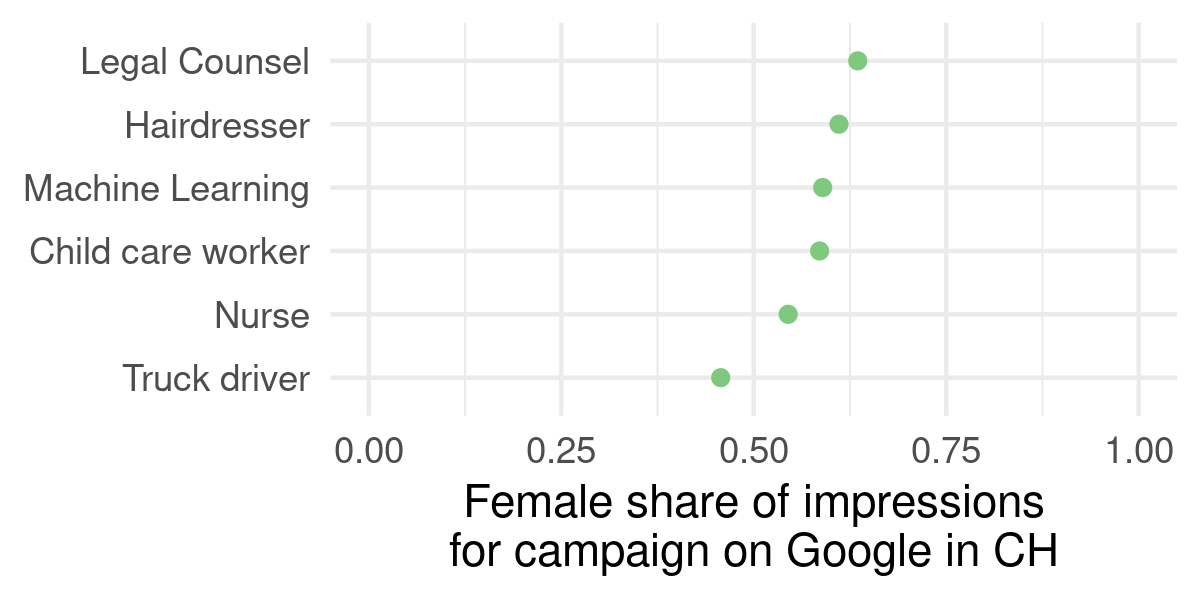 Legal Counsel
Hairdresser
Machine Learning
Child care worker
Nurse
Truck driver
0.00 0.25 0.50 0.75 1.00
Female share of impressions
for campaign on Google in CH